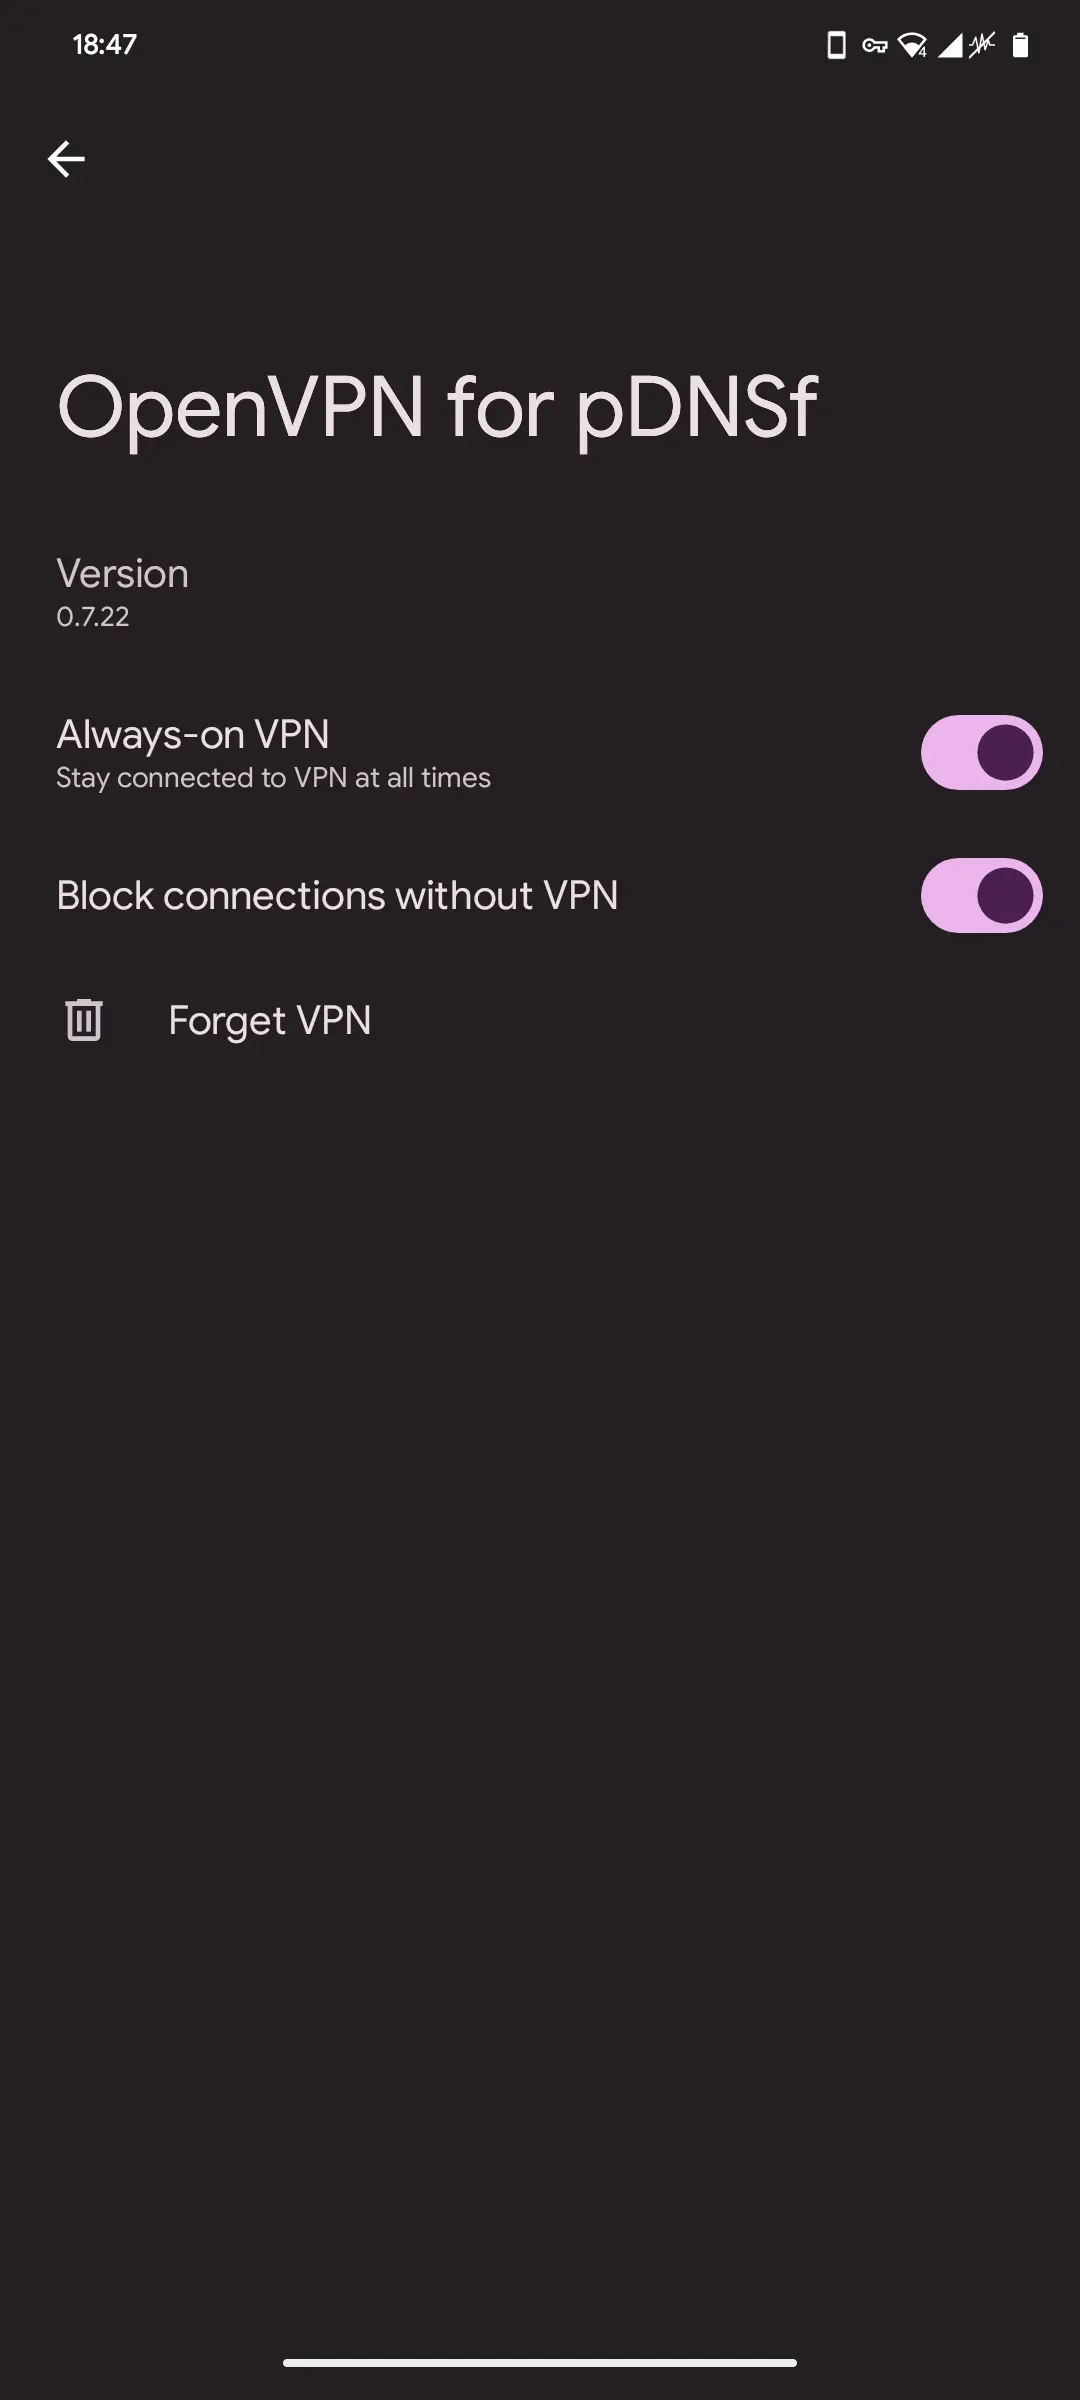 18:47
4
OpenVPN for pDNSf
Version
0.7.22
Always-on VPN
Stay connected to VPN at all times
Block connections without VPN
Forget VPN